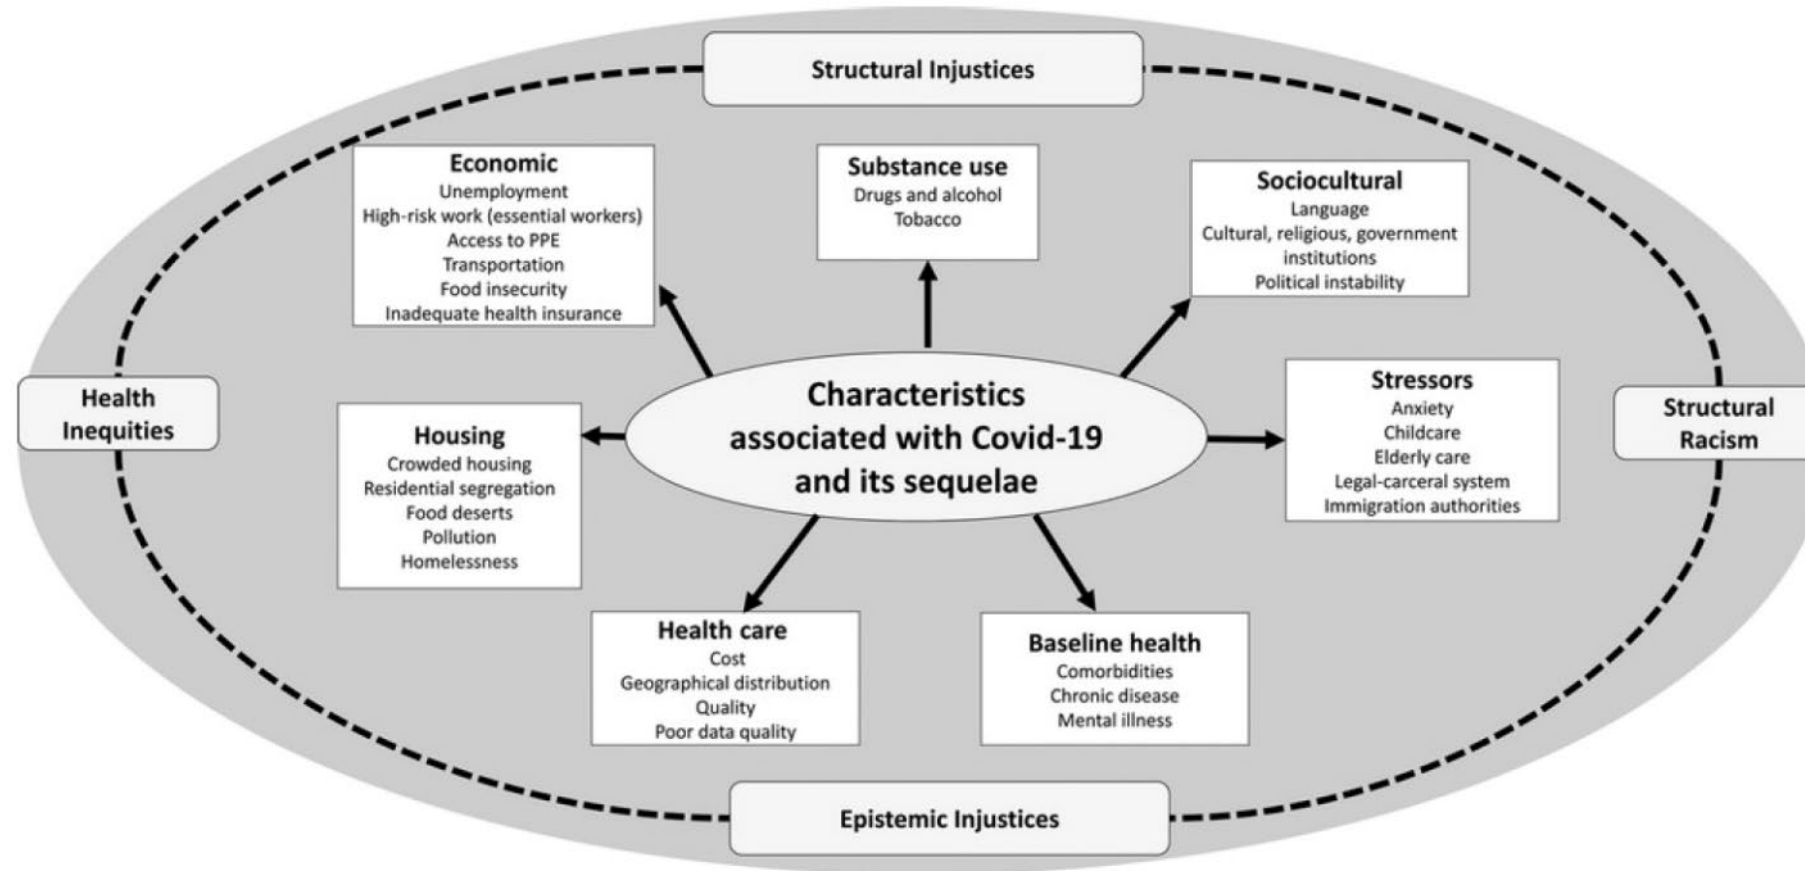 Structural Injustices
Economic
Unemployment
High-risk work (essential workers)
Access to PPE
Transportation
Food insecurity
Inadequate health insurance
Substance use
Drugs and alcohol
Tobacco
Sociocultural
Language
Cultural, religious, government
institutions
Political instability
Health
Inequities
Housing
Crowded housing
Residential segregation
Food deserts
Pollution
Homelessness
Characteristics
associated with Covid-19
and its sequelae
Stressors
Anxiety
Childcare
Elderly care
Legal-carceral system
Immigration authorities
Structural
Racism
Health care
Cost
Geographical distribution
Quality
Poor data quality
Baseline health
Comorbidities
Chronic disease
Mental illness
Epistemic Injustices